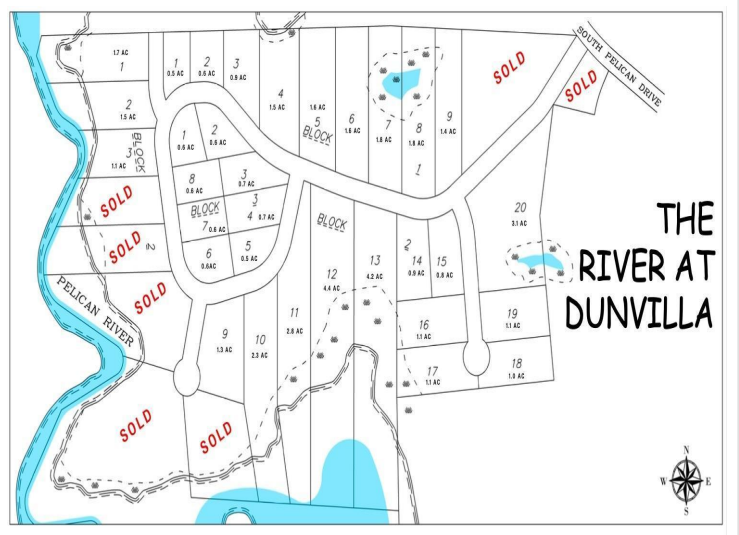 THE
RIVER AT
DUNVILLA
SOUTH PELICAN DRIVE
PELICAN RIVER
1.7 AC
1
2
1.5 AC
3
1.1 AC
BLOCK
2
SOLD
SOLD
SOLD
SOLD
SOLD
SOLD
SOLD
1
0.5 AC
2
0.6 AC
3
0.9 AC
4
1.5 AC
1.6 AC
5
BLOCK
6
1.6 AC
7
1.8 AC
8
1.8 AC
1
9
1.4 AC
1
0.6 AC
2
0.6 AC
8
0.6 AC
3
0.7 AC
BLOCK
3
7 0.6 AC
4 0.7 AC
6
0.6AC
5
0.5 AC
BLOCK
2
9
1.3 AC
10
2.3 AC
11
2.8 AC
12
4.4 AC
13
4.2 AC
14
0.9 AC
15
0.8 AC
16
1.1 AC
17
1.1 AC
18
1.0 AC
19
1.1 AC
20
3.1 AC
N
W E
S